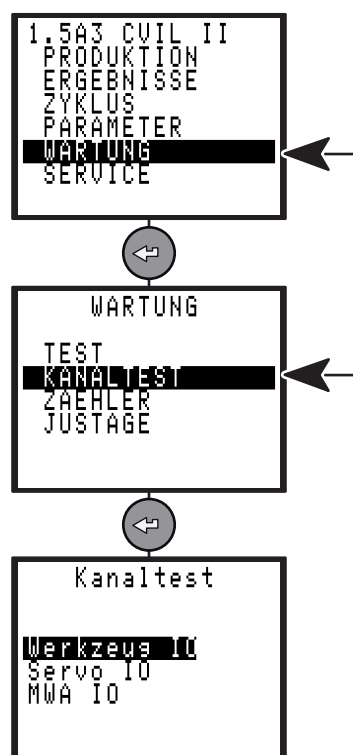 1.5A3 CVIL II
PRODUKTION
ERGEBNISSE
ZYKLUS
PARAMETER
WARTUNG
SERVICE
WARTUNG
TEST
KANALTEST
ZAEHLER
JUSTAGE
Kanaltest
Werkzeug IO
Servo IO
MWA IO